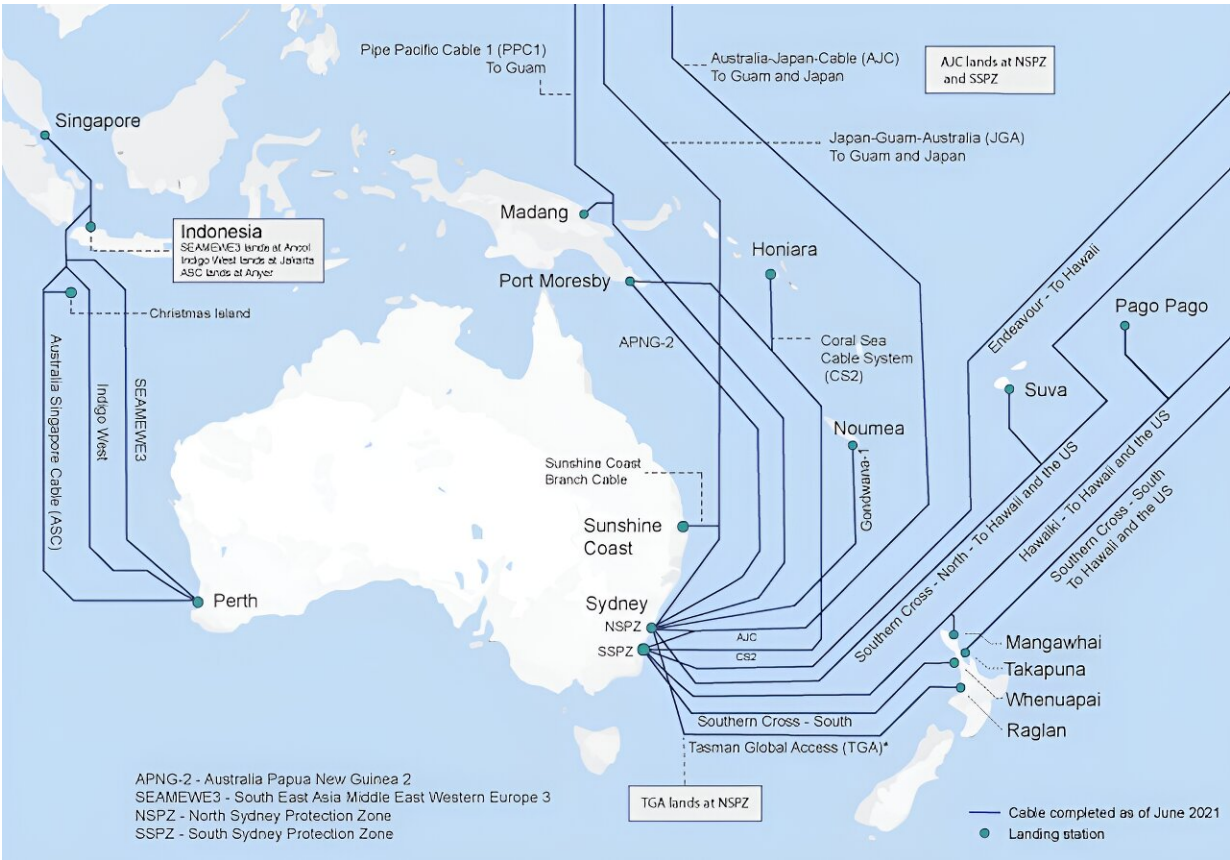 Pipe Pacific Cable 1 (PPC1)
To Guam
Australia-Japan-Cable (AJC)
To Guam and Japan
AJC lands at NSPZ
and SSPZ
Singapore
Japan-Guam-Australia (JGA)
To Guam and Japan
Indonesia
SEAMEWE3 lands at Ancol
Indigo West lands at Jakarta
ASC lands at Anyer
Madang
Honiara
Port Moresby
Christmas Island
Endeavour - To Hawaii
Pago Pago
APNG-2
Coral Sea
Cable System
(CS2)
Australia Singapore Cable (ASC)
Indigo West
SEAMEWE3
Suva
Noumea
Gondwana-1
Sunshine Coast
Branch Cable
Sunshine
Coast
Southern Cross - North - To Hawaii and the US
Hawaiki - To Hawaii and the US
Southern Cross - South
To Hawaii and the US
Perth
Sydney
NSPZ
SSPZ
AJC
CS2
Mangawhai
Takapuna
Whenuapai
Raglan
Southern Cross - South
Tasman Global Access (TGA)*
TGA lands at NSPZ
APNG-2 - Australia Papua New Guinea 2
SEAMEWE3 - South East Asia Middle East Western Europe 3
NSPZ - North Sydney Protection Zone
SSPZ - South Sydney Protection Zone
Cable completed as of June 2021
Landing station